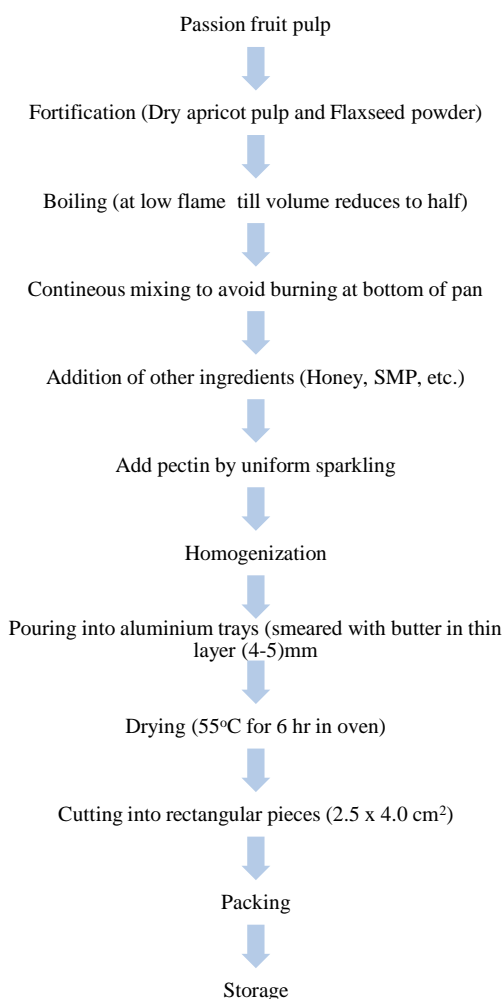 Passion fruit pulp
Fortification (Dry apricot pulp and Flaxseed powder)
Boiling (at low flame  till volume reduces to half)
Contineous mixing to avoid burning at bottom of pan
Addition of other ingredients (Honey, SMP, etc.)
Add pectin by uniform sparkling
Homogenization
Pouring into aluminium trays (smeared with butter in thin
layer (4-5)mm
Drying (55ᵒC for 6 hr in oven)
Cutting into rectangular pieces (2.5 x 4.0 cm²)
Packing
Storage